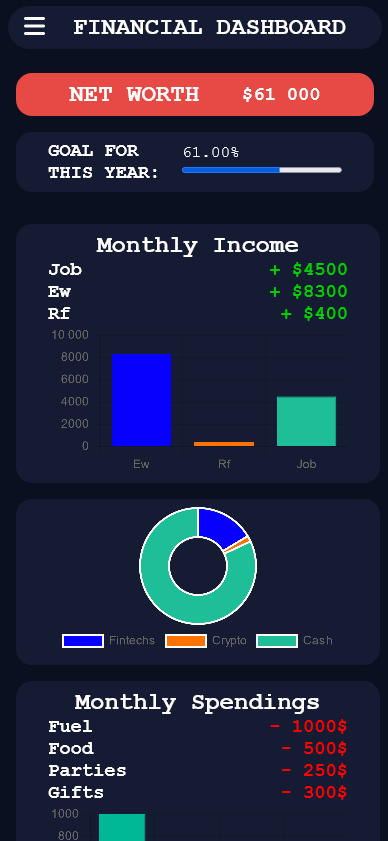 FINANCIAL DASHBOARD
NET WORTH $61 000
GOAL FOR THIS YEAR: 61.00%
Monthly Income
Job + $4500
Ew + $8300
Rf + $400
10 000
8000
6000
4000
2000
0
Ew Rf Job
Fintechs Crypto Cash
Monthly Spendings
Fuel - 1000$
Food - 500$
Parties - 250$
Gifts - 300$
1000
800